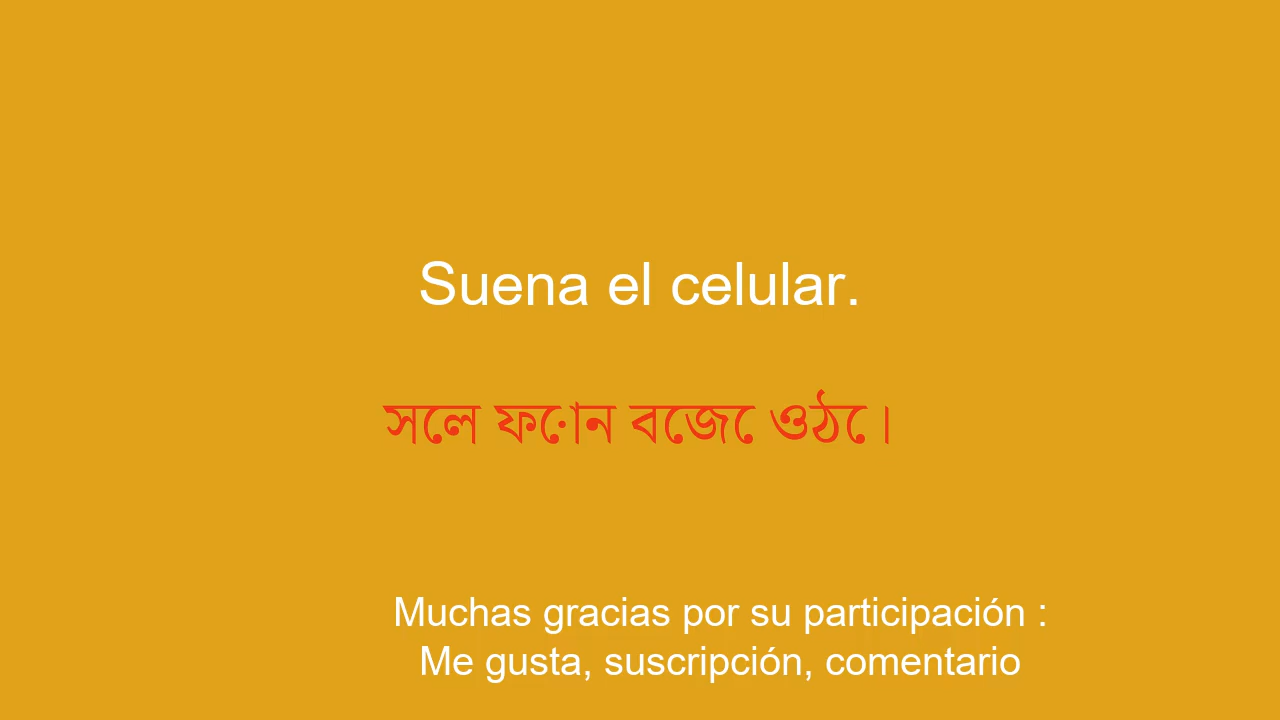 Suena el celular.
সেল ফোন বেজে ওঠে।
Muchas gracias por su participación :
Me gusta, suscripción, comentario